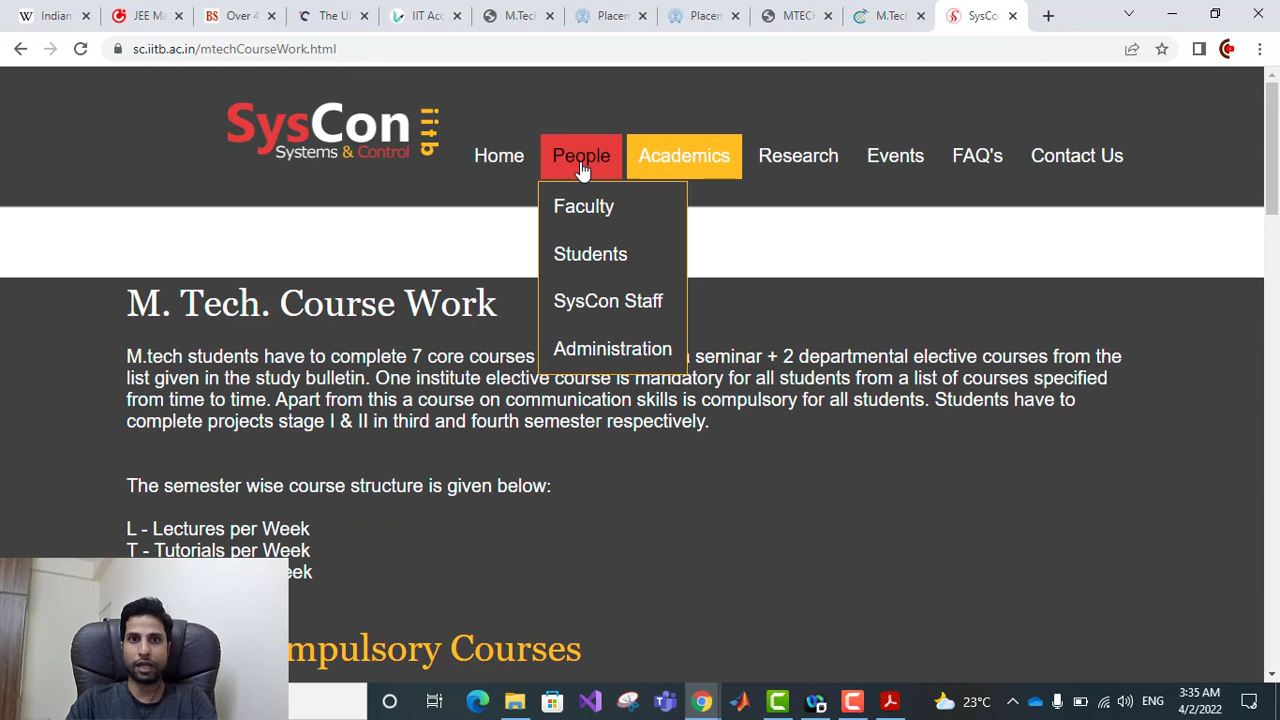 Indian
JEE Ma
BS Over 4
The U
IIT Acc
M.Tech
Placem
Placem
MTECH
M.Tech
SysCo
sc.iitb.ac.in/mtechCourseWork.html
SysCon iitb
Systems & Control
Home People Academics Research Events FAQ's Contact Us
Faculty
Students
SysCon Staff
Administration
M. Tech. Course Work
M.tech students have to complete 7 core courses seminar + 2 departmental elective courses from the
list given in the study bulletin. One institute elective course is mandatory for all students from a list of courses specified
from time to time. Apart from this a course on communication skills is compulsory for all students. Students have to
complete projects stage I & II in third and fourth semester respectively.
The semester wise course structure is given below:
L - Lectures per Week
T - Tutorials per Week
eek
mpulsory Courses
23°C
ENG
3:35 AM
4/2/2022